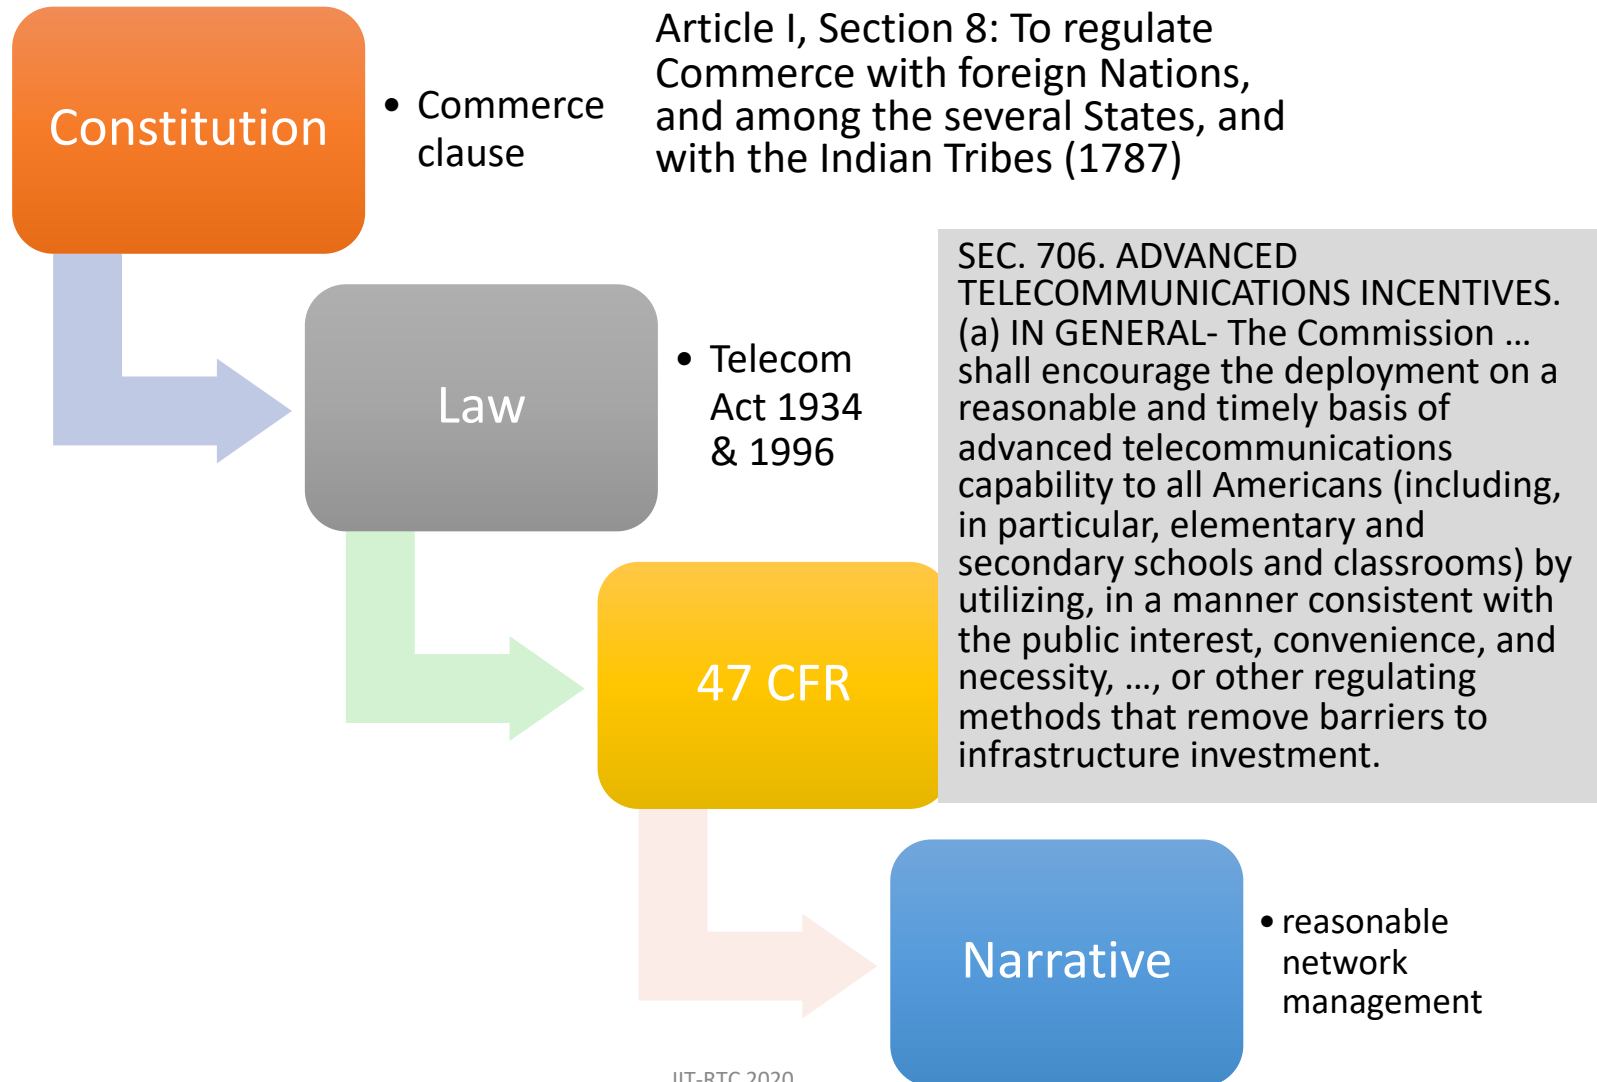 Constitution
• Commerce
clause
Article I, Section 8: To regulate
Commerce with foreign Nations,
and among the several States, and
with the Indian Tribes (1787)
Law
• Telecom
Act 1934
& 1996
47 CFR
SEC. 706. ADVANCED
TELECOMMUNICATIONS INCENTIVES.
(a) IN GENERAL- The Commission …
shall encourage the deployment on a
reasonable and timely basis of
advanced telecommunications
capability to all Americans (including,
in particular, elementary and
secondary schools and classrooms) by
utilizing, in a manner consistent with
the public interest, convenience, and
necessity, …, or other regulating
methods that remove barriers to
infrastructure investment.
Narrative
• reasonable
network
management
IIT-RTC 2020